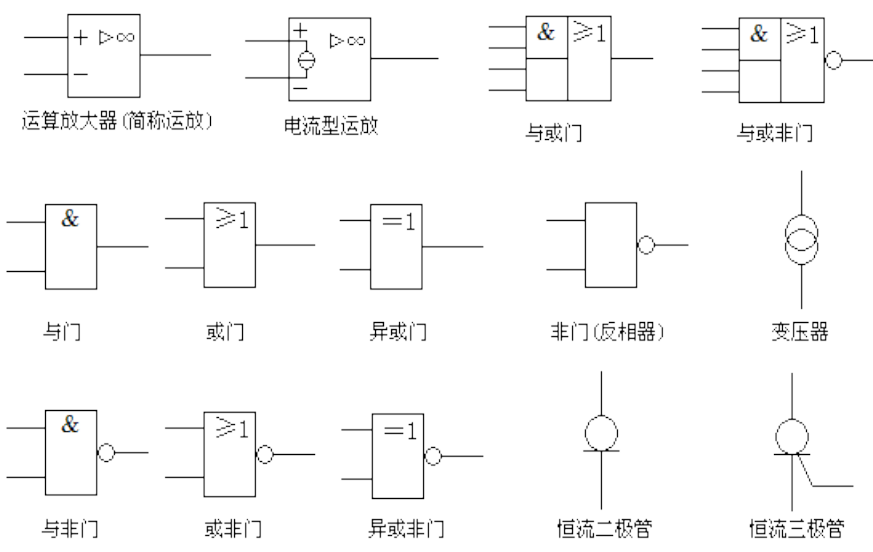 + ▷∞
−
运算放大器(简称运放)
+ ▷∞
−
电流型运放
& ≥1
与或门
& ≥1
与或非门
&
与门
≥1
或门
=1
异或门
非门(反相器)
变压器
&
与非门
≥1
或非门
=1
异或非门
恒流二极管
恒流三极管